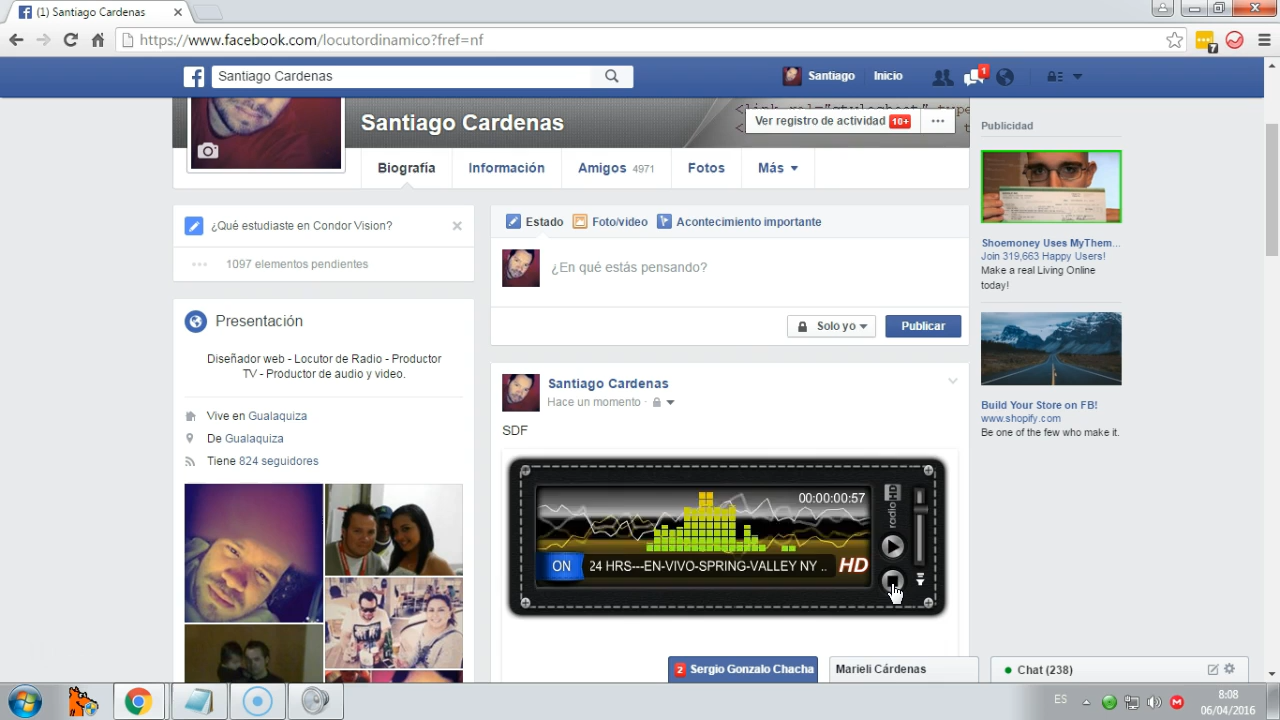 (1) Santiago Cardenas
https://www.facebook.com/locutordinamico?fref=nf
7
Santiago Cardenas
Santiago
Inicio
1
Santiago Cardenas
Ver registro de actividad 10+
Biografía
Información
Amigos 4971
Fotos
Más
¿Qué estudiaste en Condor Vision?
1097 elementos pendientes
Presentación
Diseñador web - Locutor de Radio - Productor
TV - Productor de audio y video.
Vive en Gualaquiza
De Gualaquiza
Tiene 824 seguidores
Estado
Foto/video
Acontecimiento importante
¿En qué estás pensando?
Solo yo
Publicar
Santiago Cardenas
Hace un momento ·
SDF
00:00:00:57
radioHD
ON
24 HRS---EN-VIVO-SPRING-VALLEY NY ..
HD
Publicidad
Shoemoney Uses MyThem...
Join 319,663 Happy Users!
Make a real Living Online
today!
Build Your Store on FB!
www.shopify.com
Be one of the few who make it.
2 Sergio Gonzalo Chacha
Marieli Cárdenas
Chat (238)
ES
8:08
06/04/2016